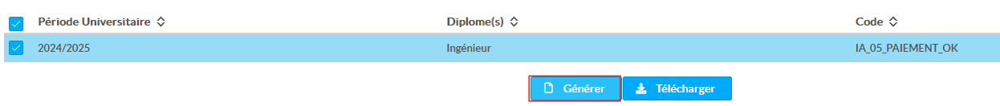 Période Universitaire Diplome(s) Code
2024/2025 Ingénieur IA_05_PAIEMENT_OK
Générer Télécharger